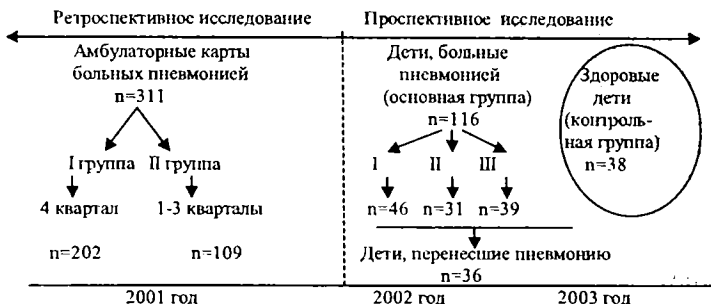 Ретроспективное исследование
Проспективное исследование
Амбулаторные карты
больных пневмонией
n=311
I группа II группа
4 квартал 1-3 кварталы
n=202 n=109
Дети, больные
пневмонией
(основная группа)
n=116
I II III
n=46 n=31 n=39
Дети, перенесшие пневмонию
n=36
Здоровые
дети
(контроль-
ная группа)
n=38
2001 год 2002 год 2003 год